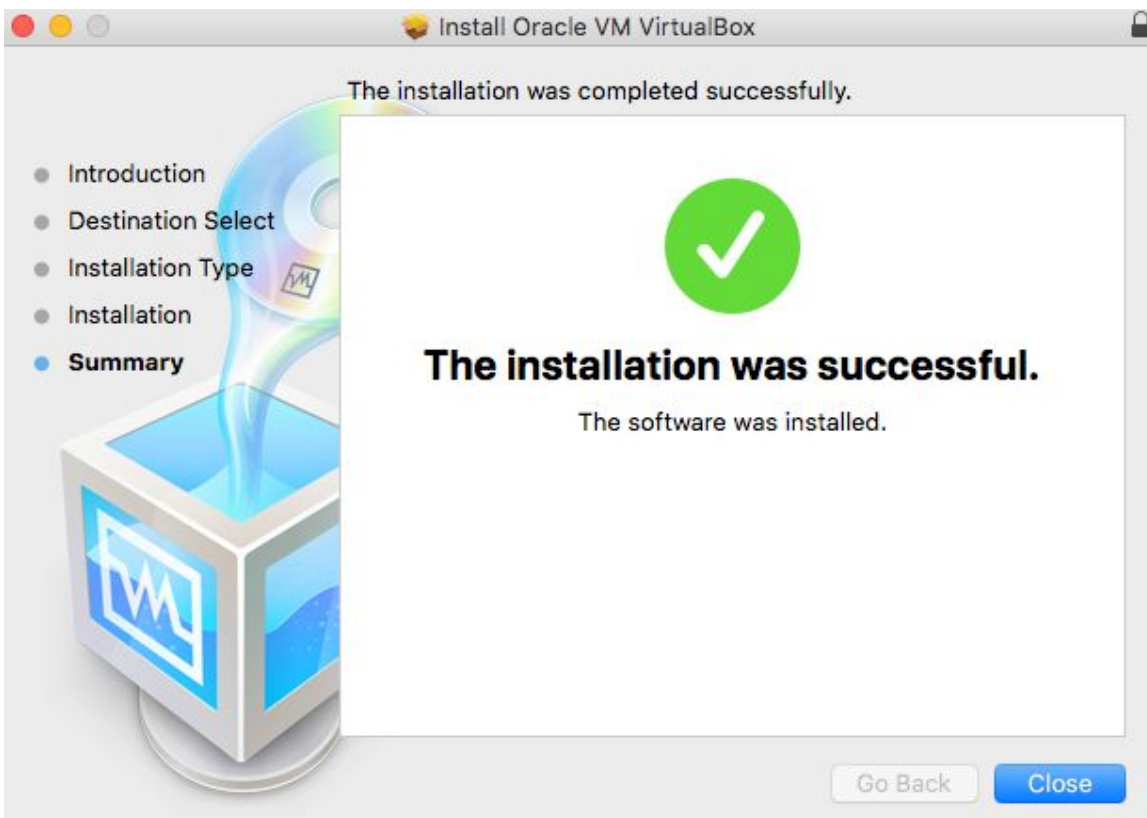 Install Oracle VM VirtualBox
The installation was completed successfully.
Introduction
Destination Select
Installation Type
Installation
Summary
The installation was successful.
The software was installed.
Go Back
Close